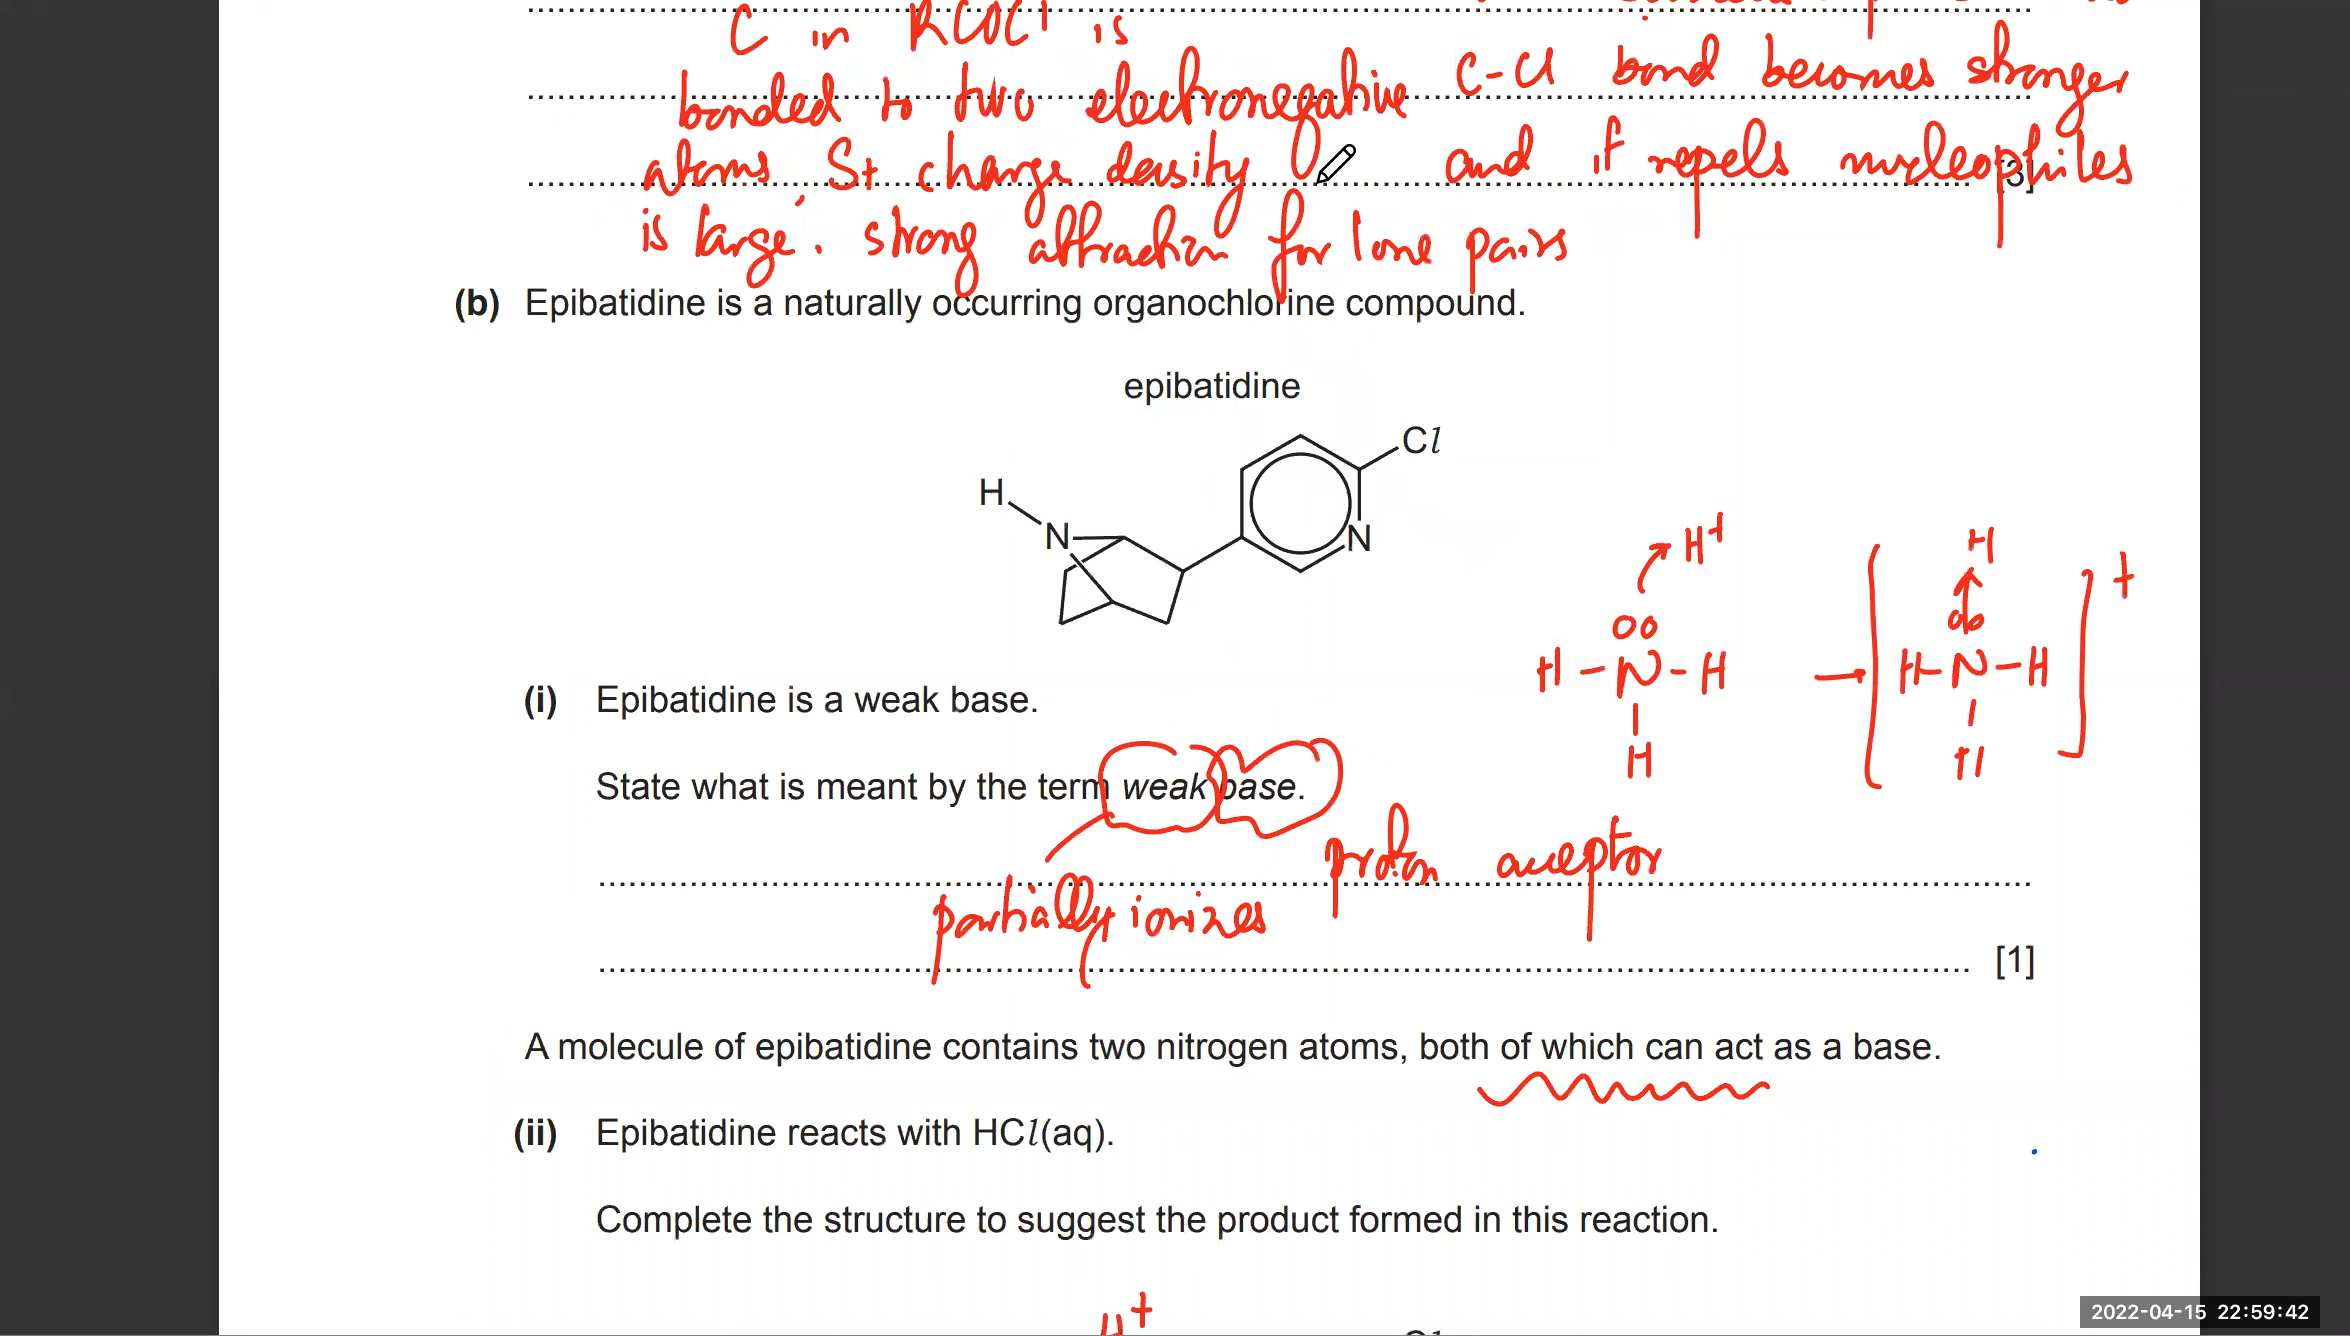 C in RCOCl is
bonded to two electronegative C-Cl bond becomes stronger
atoms. δ+ charge density and it repels nucleophiles
[3]
is large. strong attraction for lone pairs
(b) Epibatidine is a naturally occurring organochlorine compound.
epibatidine
Cl
H
N
N
H+
H
+
H-N-H
H-N-H
H
H
(i) Epibatidine is a weak base.
State what is meant by the term weak base.
proton acceptor
partially ionizes
[1]
A molecule of epibatidine contains two nitrogen atoms, both of which can act as a base.
(ii) Epibatidine reacts with HCl(aq).
Complete the structure to suggest the product formed in this reaction.
H+
2022-04-15 22:59:42